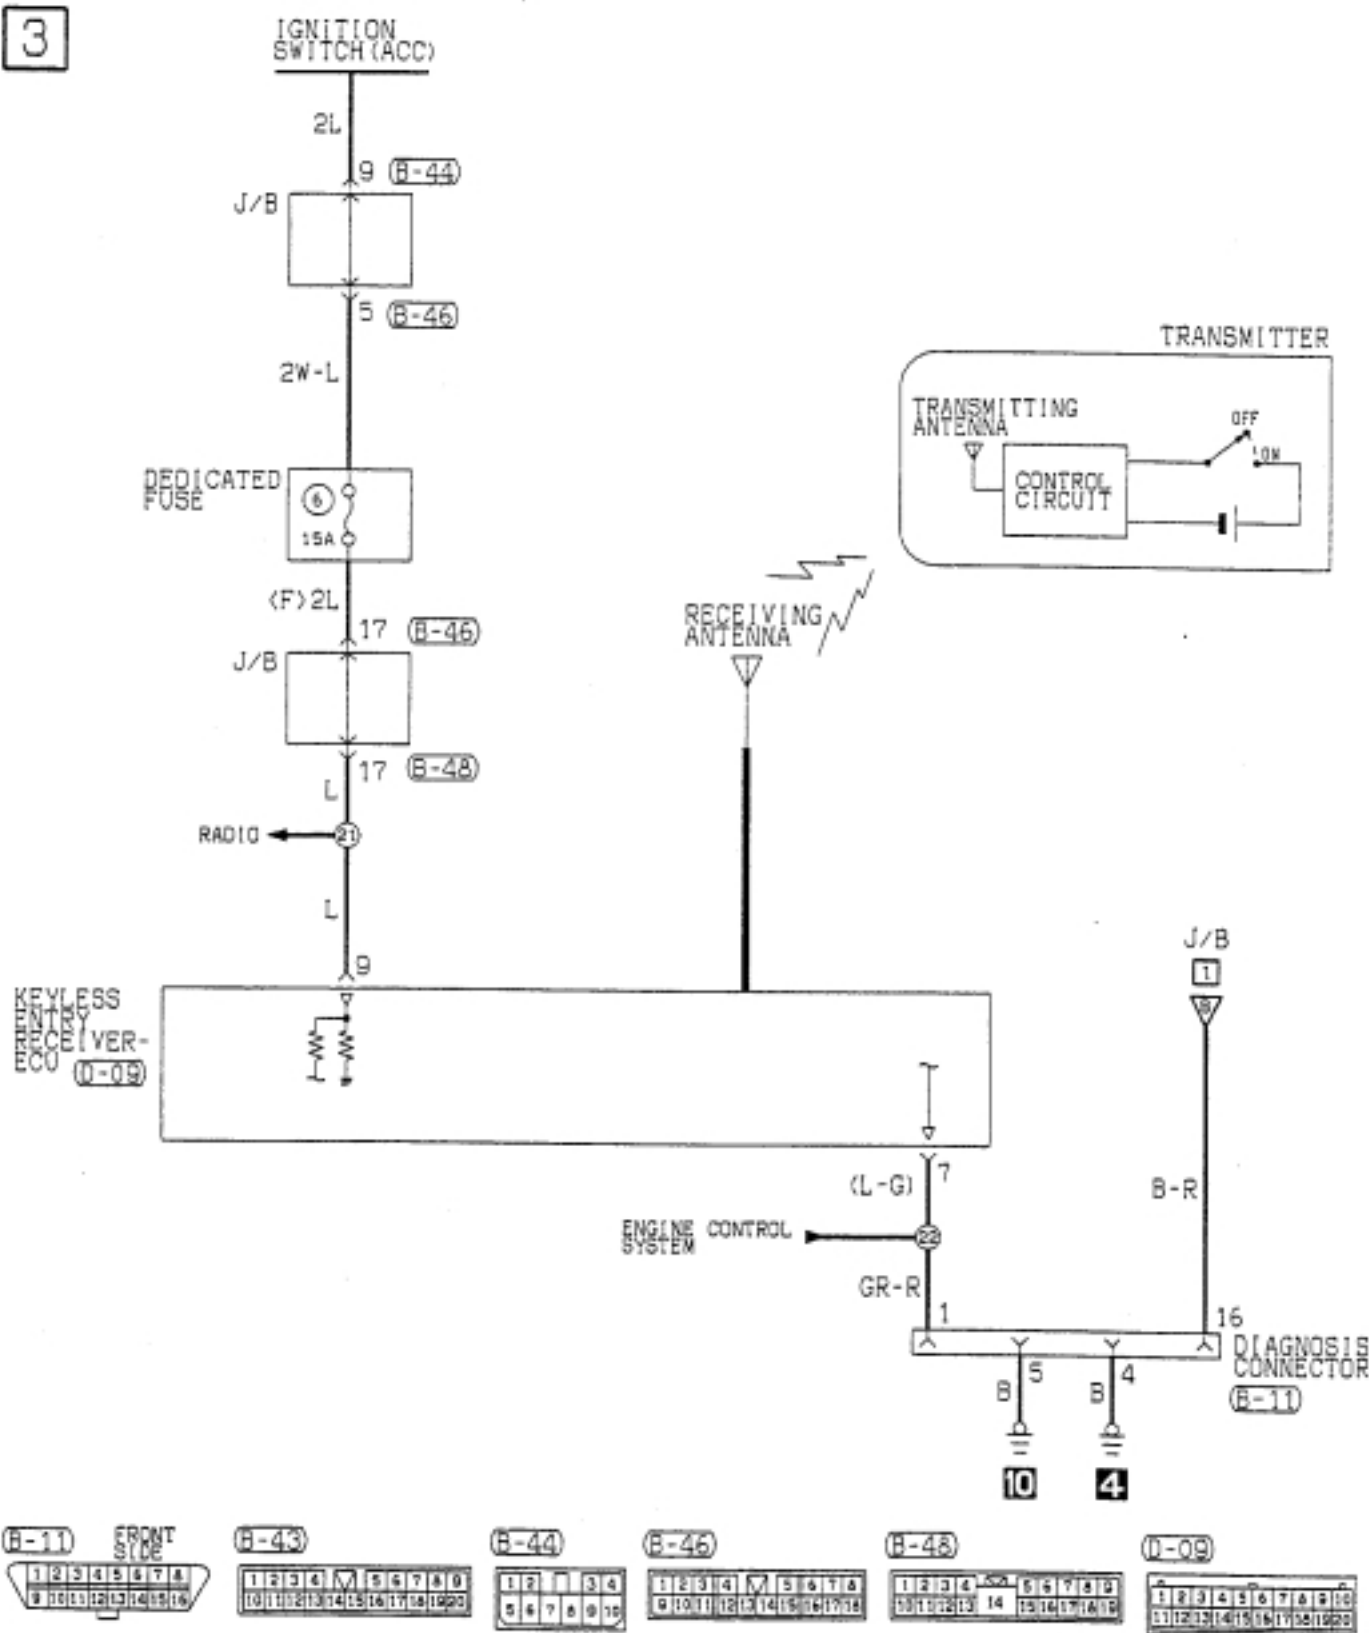 3
IGNITION
SWITCH(ACC)
2L
9 B-44
J/B
5 B-46
2W-L
TRANSMITTER
TRANSMITTING
ANTENNA
OFF
ON
CONTROL
CIRCUIT
DEDICATED
FUSE
6
15A
<F>2L
17 B-46
RECEIVING
ANTENNA
J/B
17 B-48
L
RADIO
21
L
9
J/B
1
KEYLESS
ENTRY
RECEIVER-
ECU D-09
7
(L-G)
B-R
ENGINE CONTROL
SYSTEM
22
GR-R
1
16
DIAGNOSIS
CONNECTOR
B-11
B 5
B 4
10
4
B-11 FRONT
SIDE
1 2 3 4 5 6 7 8
9 10 11 12 13 14 15 16
B-43
1 2 3 4 5 6 7 8 9
10 11 12 13 14 15 16 17 18 19 20
B-44
1 2 3 4
5 6 7 8 9 10
B-46
1 2 3 4 5 6 7 8
9 10 11 12 13 14 15 16 17 18
B-48
1 2 3 4 5 6 7 8 9
10 11 12 13 14 15 16 17 18 19
D-09
1 2 3 4 5 6 7 8 9 10
11 12 13 14 15 16 17 18 19 20